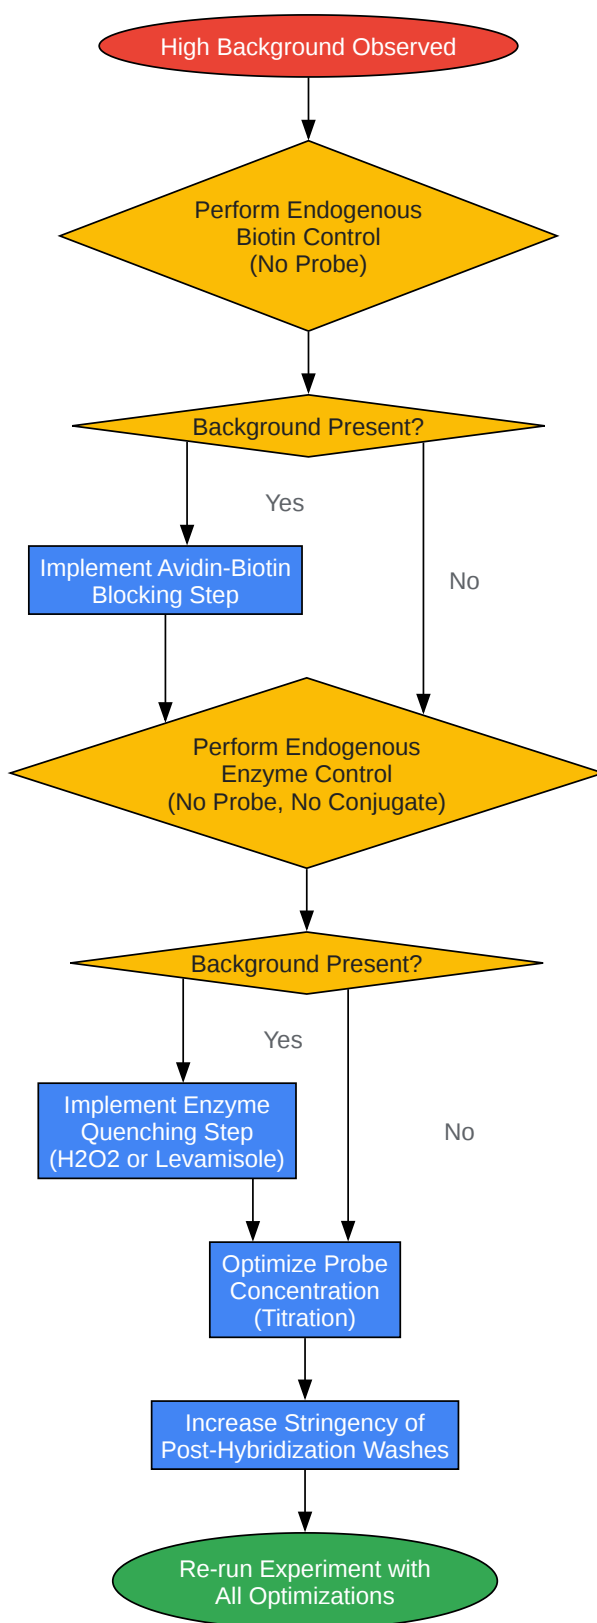 High Background Observed
Perform Endogenous
Biotin Control
(No Probe)
Background Present?
Yes
Implement Avidin-Biotin
Blocking Step
No
Perform Endogenous
Enzyme Control
(No Probe, No Conjugate)
Background Present?
Yes
Implement Enzyme
Quenching Step
(H2O2 or Levamisole)
No
Optimize Probe
Concentration
(Titration)
Increase Stringency of
Post-Hybridization Washes
Re-run Experiment with
All Optimizations